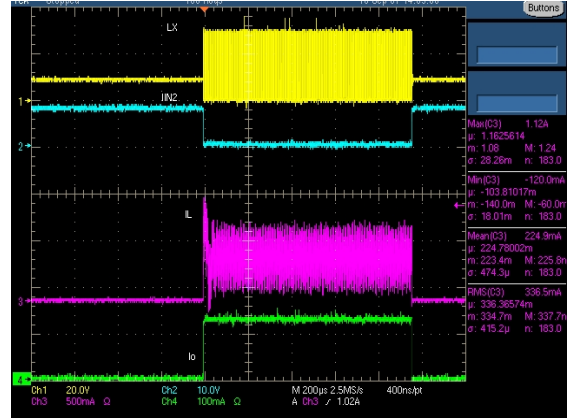 Buttons
LX
IIN2
IL
Io
1
2
3
4
Max(C3) 1.12A
μ: 1.1625614
m: 1.08 M: 1.24
σ: 28.26m n: 183.0
Min(C3) -120.0mA
μ: -103.81017m
m: -140.0m M: -60.0m
σ: 18.01m n: 183.0
Mean(C3) 224.9mA
μ: 224.78002m
m: 223.4m M: 225.8m
σ: 474.3μ n: 183.0
RMS(C3) 336.5mA
μ: 336.36574m
m: 334.7m M: 337.7m
σ: 415.2μ n: 183.0
Ch1 20.0V Ch2 10.0V M 200μs 2.5MS/s 400ns/pt
Ch3 500mA Ω Ch4 100mA Ω A Ch3 ∫ 1.02A